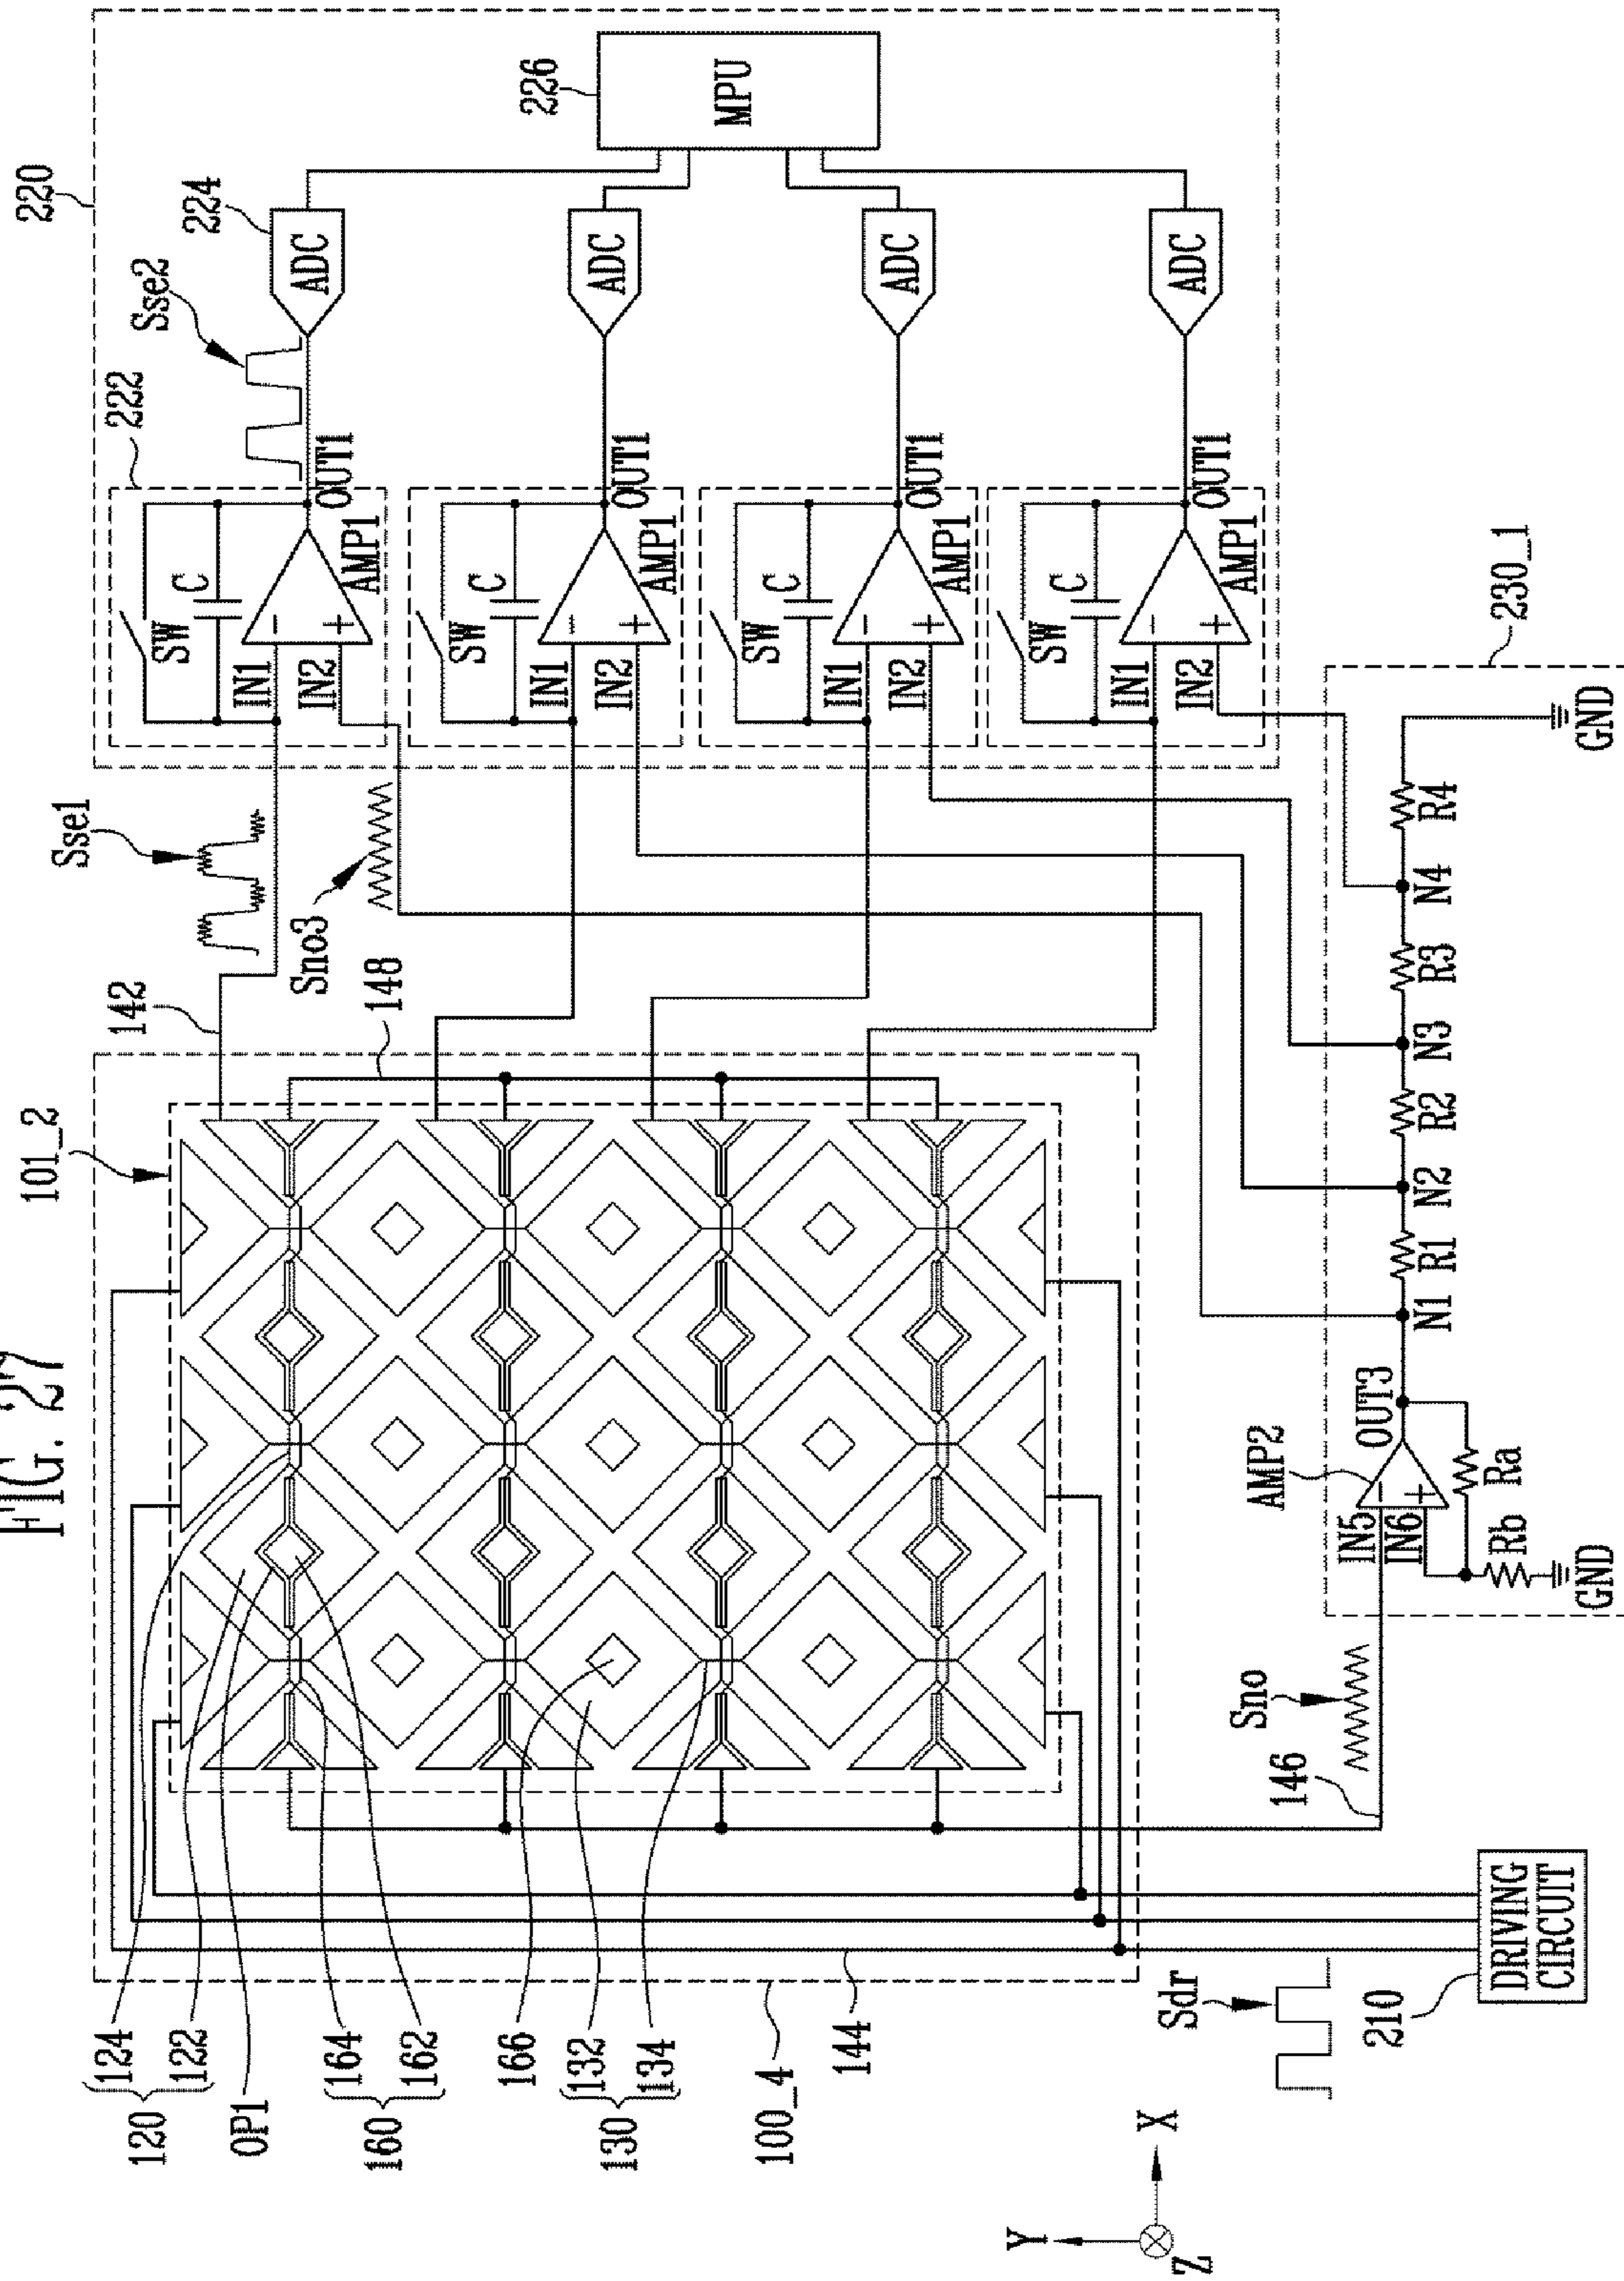 FIG. 27
220
226
MPU
224
Sse2
222
ADC
ADC
ADC
ADC
OUT1
OUT1
OUT1
OUT1
SW
C
AMP1
IN1
IN2
SW
C
AMP1
IN1
IN2
SW
C
AMP1
IN1
IN2
SW
C
AMP1
IN1
IN2
Sse1
Sno3
142
148
101_2
230_1
GND
R4
N4
R3
N3
R2
N2
R1
N1
OUT3
AMP2
IN5
IN6
Ra
Rb
GND
Sno
146
124
122
120
OP1
164
162
160
166
132
134
130
100_4
144
Sdr
210
DRIVING
CIRCUIT
X
Y
Z